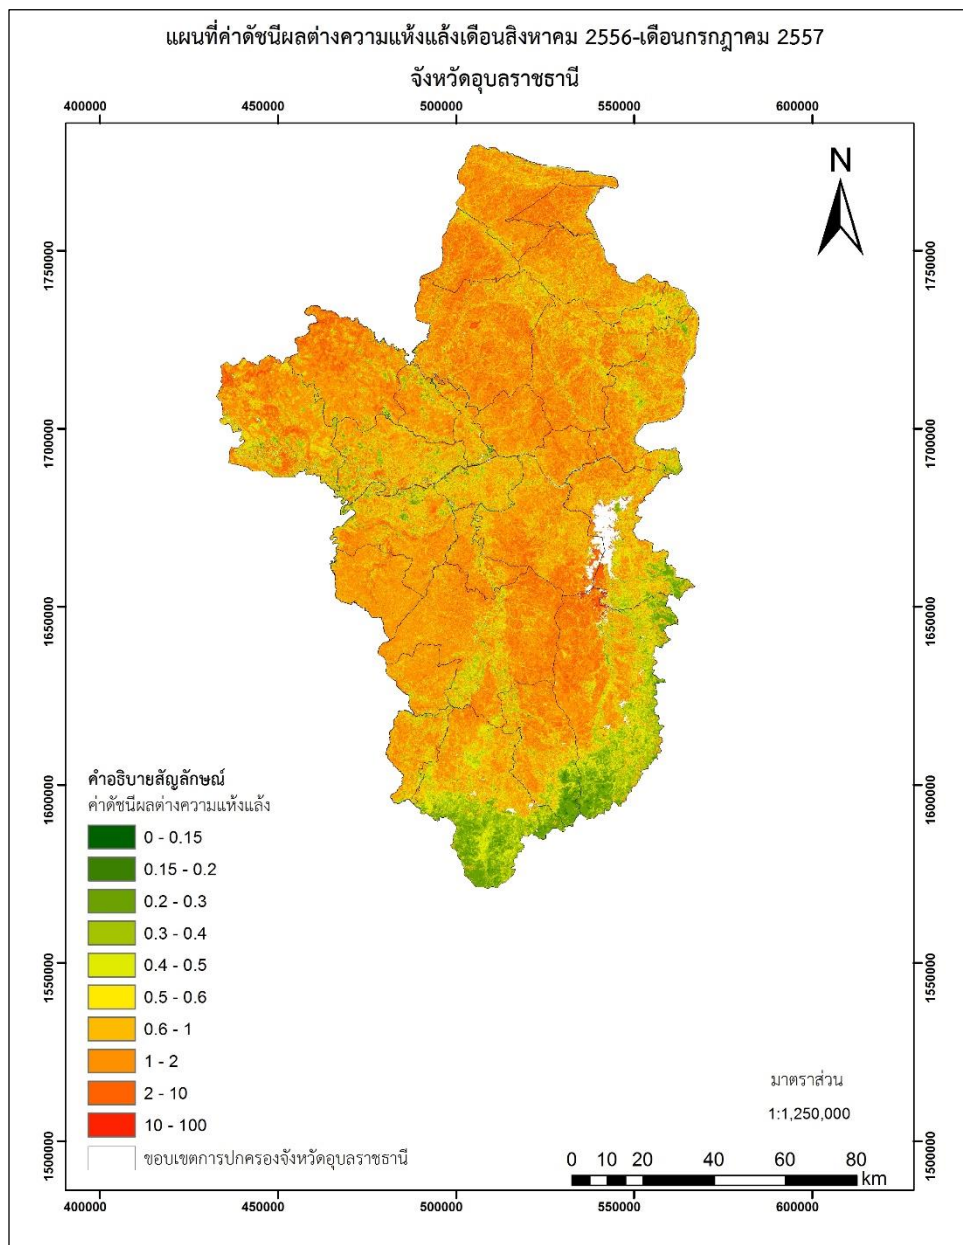 แผนที่ค่าดัชนีผลต่างความแห้งแล้งเดือนสิงหาคม 2556-เดือนกรกฎาคม 2557
จังหวัดอุบลราชธานี
400000 450000 500000 550000 600000
N
1750000 1750000
1700000 1700000
1650000 1650000
1600000 1600000
1550000 1550000
1500000 1500000
คำอธิบายสัญลักษณ์
ค่าดัชนีผลต่างความแห้งแล้ง
0 - 0.15
0.15 - 0.2
0.2 - 0.3
0.3 - 0.4
0.4 - 0.5
0.5 - 0.6
0.6 - 1
1 - 2
2 - 10
10 - 100
ขอบเขตการปกครองจังหวัดอุบลราชธานี
มาตราส่วน
1:1,250,000
0 10 20 40 60 80
km
400000 450000 500000 550000 600000